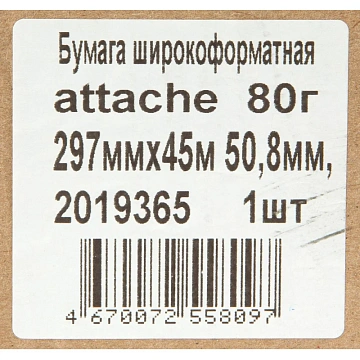 Бумага широкоформатная
attache 80г
297ммх45м 50,8мм,
2019365 1шт
4 670072 558097